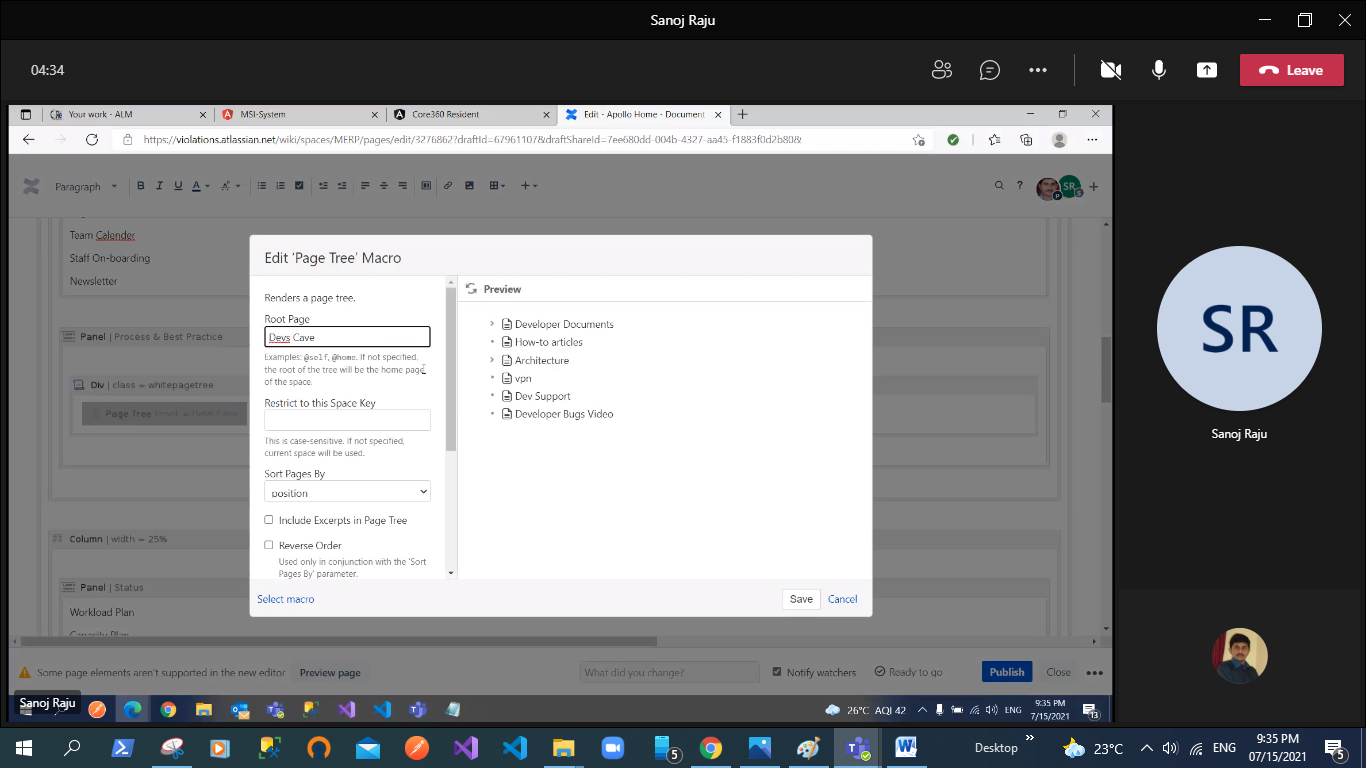 Sanoj Raju
04:34
Leave
Your work - ALM
MSI-System
Core360 Resident
Edit - Apollo Home - Document
https://violations.atlassian.net/wiki/spaces/MERP/pages/edit/3276862?draftId=67961107&draftShareId=7ee680dd-004b-4327-aa45-f1883f0d2b80&
Paragraph
B I U A
SR
Team Calender
Staff On-boarding
Newsletter
Panel | Process & Best Practice
Div | class = whitepagetree
Page Tree
Column | width = 25%
Panel | Status
Workload Plan
Capacity Plan
Edit 'Page Tree' Macro
Renders a page tree.
Root Page
Devs Cave
Examples: @self, @home. If not specified,
the root of the tree will be the home page
of the space.
Restrict to this Space Key
This is case-sensitive. If not specified,
current space will be used.
Sort Pages By
position
Include Excerpts in Page Tree
Reverse Order
Used only in conjunction with the 'Sort
Pages By' parameter.
Preview
Developer Documents
How-to articles
Architecture
vpn
Dev Support
Developer Bugs Video
Select macro
Save
Cancel
Some page elements aren't supported in the new editor
Preview page
What did you change?
Notify watchers
Ready to go
Publish
Close
Sanoj Raju
26°C AQI 42
ENG
9:35 PM
7/15/2021
13
SR
Sanoj Raju
5
Desktop
23°C
ENG
9:35 PM
07/15/2021
5